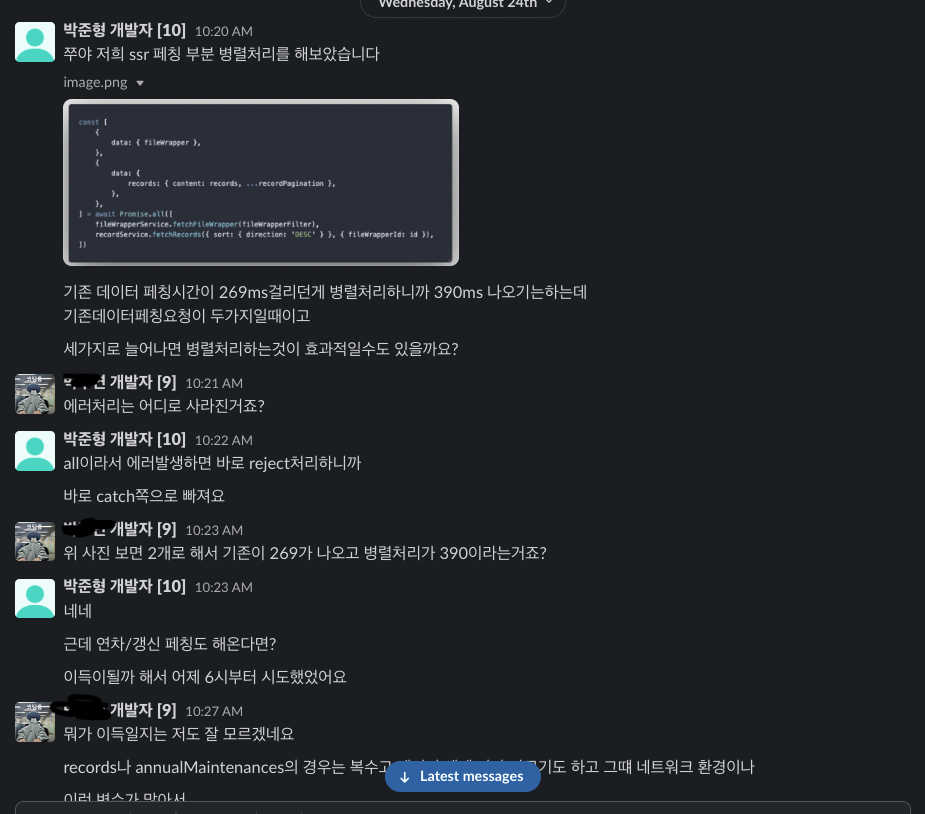 Wednesday, August 24th
박준형 개발자 [10] 10:20 AM
쭈야 저희 ssr 페칭 부분 병렬처리를 해보았습니다
image.png
const [
{
data: { fileWrapper },
},
{
data: {
records: { content: records, ...recordPagination },
},
},
] = await Promise.all([
fileWrapperService.fetchFileWrapper(fileWrapperFilter),
recordService.fetchRecords({ sort: { direction: 'DESC' } }, { fileWrapperId: id }),
])
기존 데이터 페칭시간이 269ms걸리던게 병렬처리하니까 390ms 나오기는하는데
기존데이터페칭요청이 두가지일때이고
세가지로 늘어나면 병렬처리하는것이 효과적일수도 있을까요?
개발자 [9] 10:21 AM
에러처리는 어디로 사라진거죠?
박준형 개발자 [10] 10:22 AM
all이라서 에러발생하면 바로 reject처리하니까
바로 catch쪽으로 빠져요
개발자 [9] 10:23 AM
위 사진 보면 2개로 해서 기존이 269가 나오고 병렬처리가 390이라는거죠?
박준형 개발자 [10] 10:23 AM
네네
근데 연차/갱신 페칭도 해온다면?
이득이될까 해서 어제 6시부터 시도했었어요
개발자 [9] 10:27 AM
뭐가 이득일지는 저도 잘 모르겠네요
records나 annualMaintenances의 경우는 복수고 하고 그떄 네트워크 환경이나
Latest messages
이런 변수가 많아서